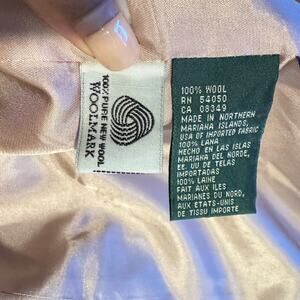 100% PURE NEW WOOL
WOOLMARK
100% WOOL
RN 54050
CA 08349
MADE IN NORTHERN
MARIANA ISLANDS,
USA OF IMPORTED FABRIC
100% LANA
HECHO EN LAS ISLAS
MARIANA DEL NORDE,
EE UU DE TELAS
IMPORTADAS
100% LAINE
FAIT AUX ILES
MARIANES DU NORD,
AUX ETATS-UNIS
DE TISSU IMPORTE